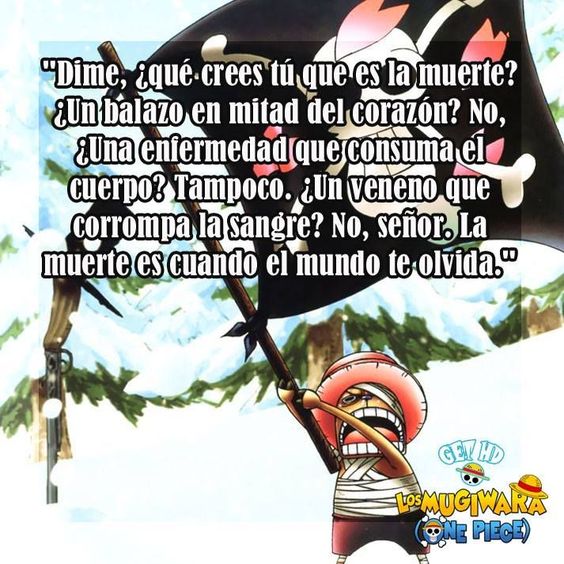 "Dime, ¿qué crees tú que es la muerte?
¿Un balazo en mitad del corazón? No,
¿Una enfermedad que consuma el
cuerpo? Tampoco. ¿Un veneno que
corrompa la sangre? No, señor. La
muerte es cuando el mundo te olvida."
GET HD
LOS MUGIWARA
(ONE PIECE)